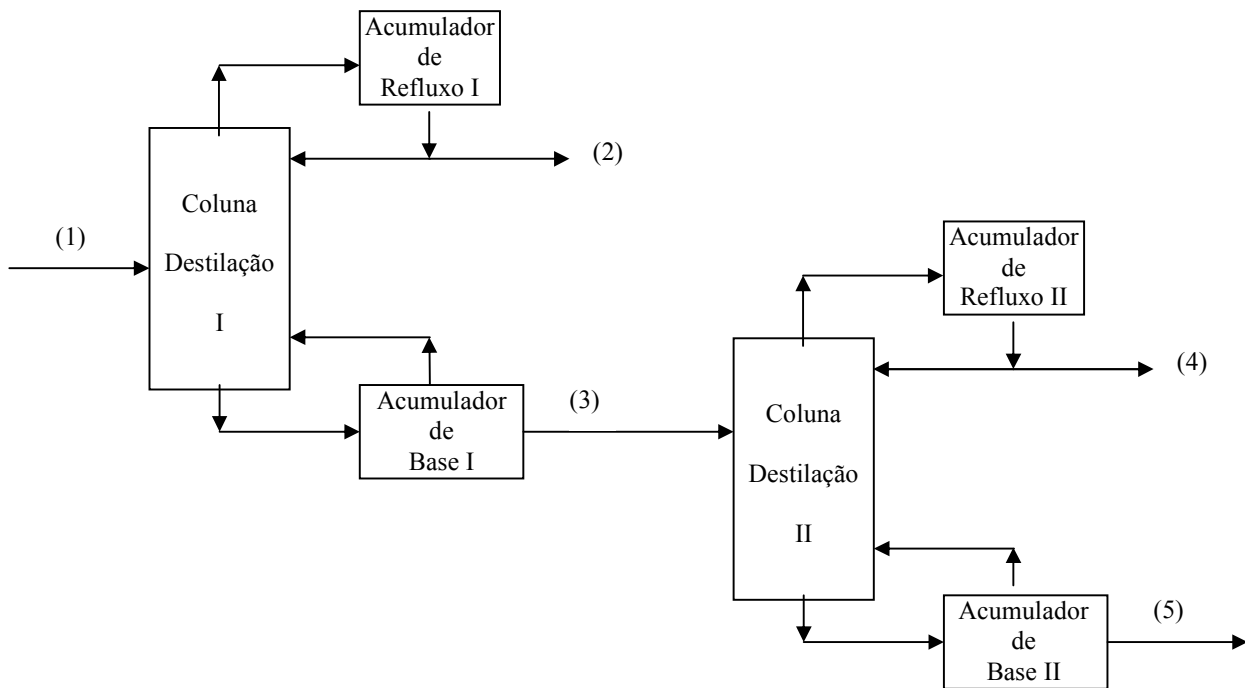 Acumulador
de
Refluxo I
(2)
Coluna
Destilação
I
(1)
Acumulador
de
Base I
(3)
Acumulador
de
Refluxo II
(4)
Coluna
Destilação
II
Acumulador
de
Base II
(5)